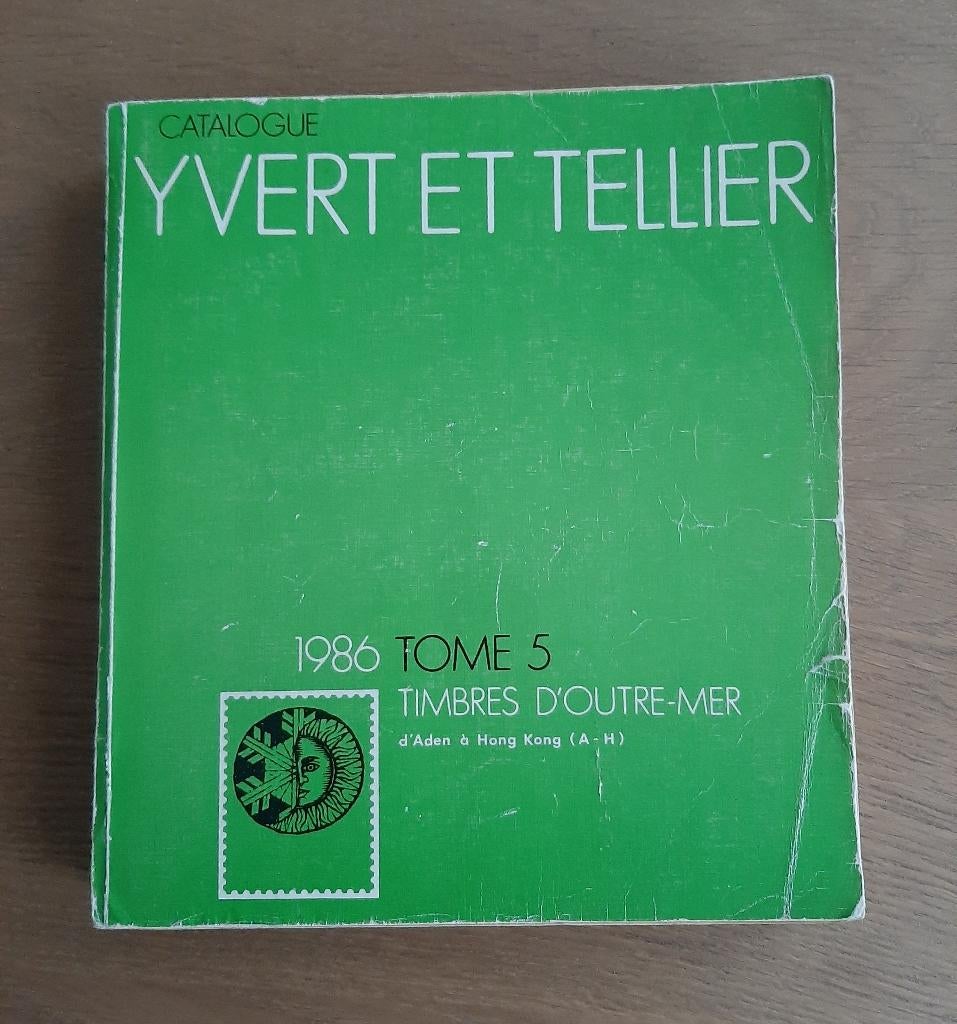 CATALOGUE
YVERT ET TELLIER
1986 TOME 5
TIMBRES D'OUTRE-MER
d'Aden à Hong Kong (A-H)